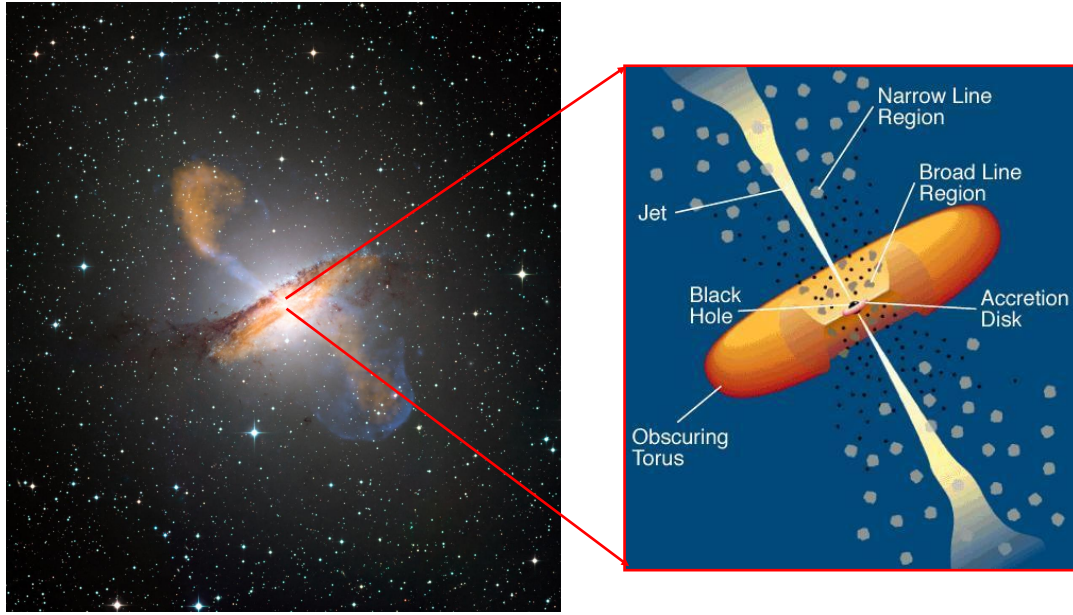 Narrow Line
Region
Broad Line
Region
Jet
Black
Hole
Accretion
Disk
Obscuring
Torus